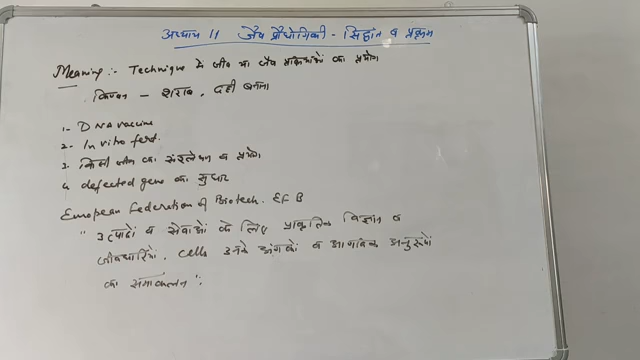 अध्याय 11 जैव प्रौद्योगिकी - सिद्धांत व प्रक्रम
Meaning :- Technique में जीव या जैव प्रक्रियाओं का प्रयोग
किण्वन - शराब, दही बनाना
1- DNA vaccine
2- In vitro fert.
3- किसी जीन का संश्लेषण व प्रयोग
4 defected gene का सुधार
European Federation of Biotech. EFB
" उत्पादों व सेवाओं के लिए प्राकृतिक विज्ञान व
जीवधारियों, cells उनके अंगकों व आणविक अनुरूपों
का समाकलन ".